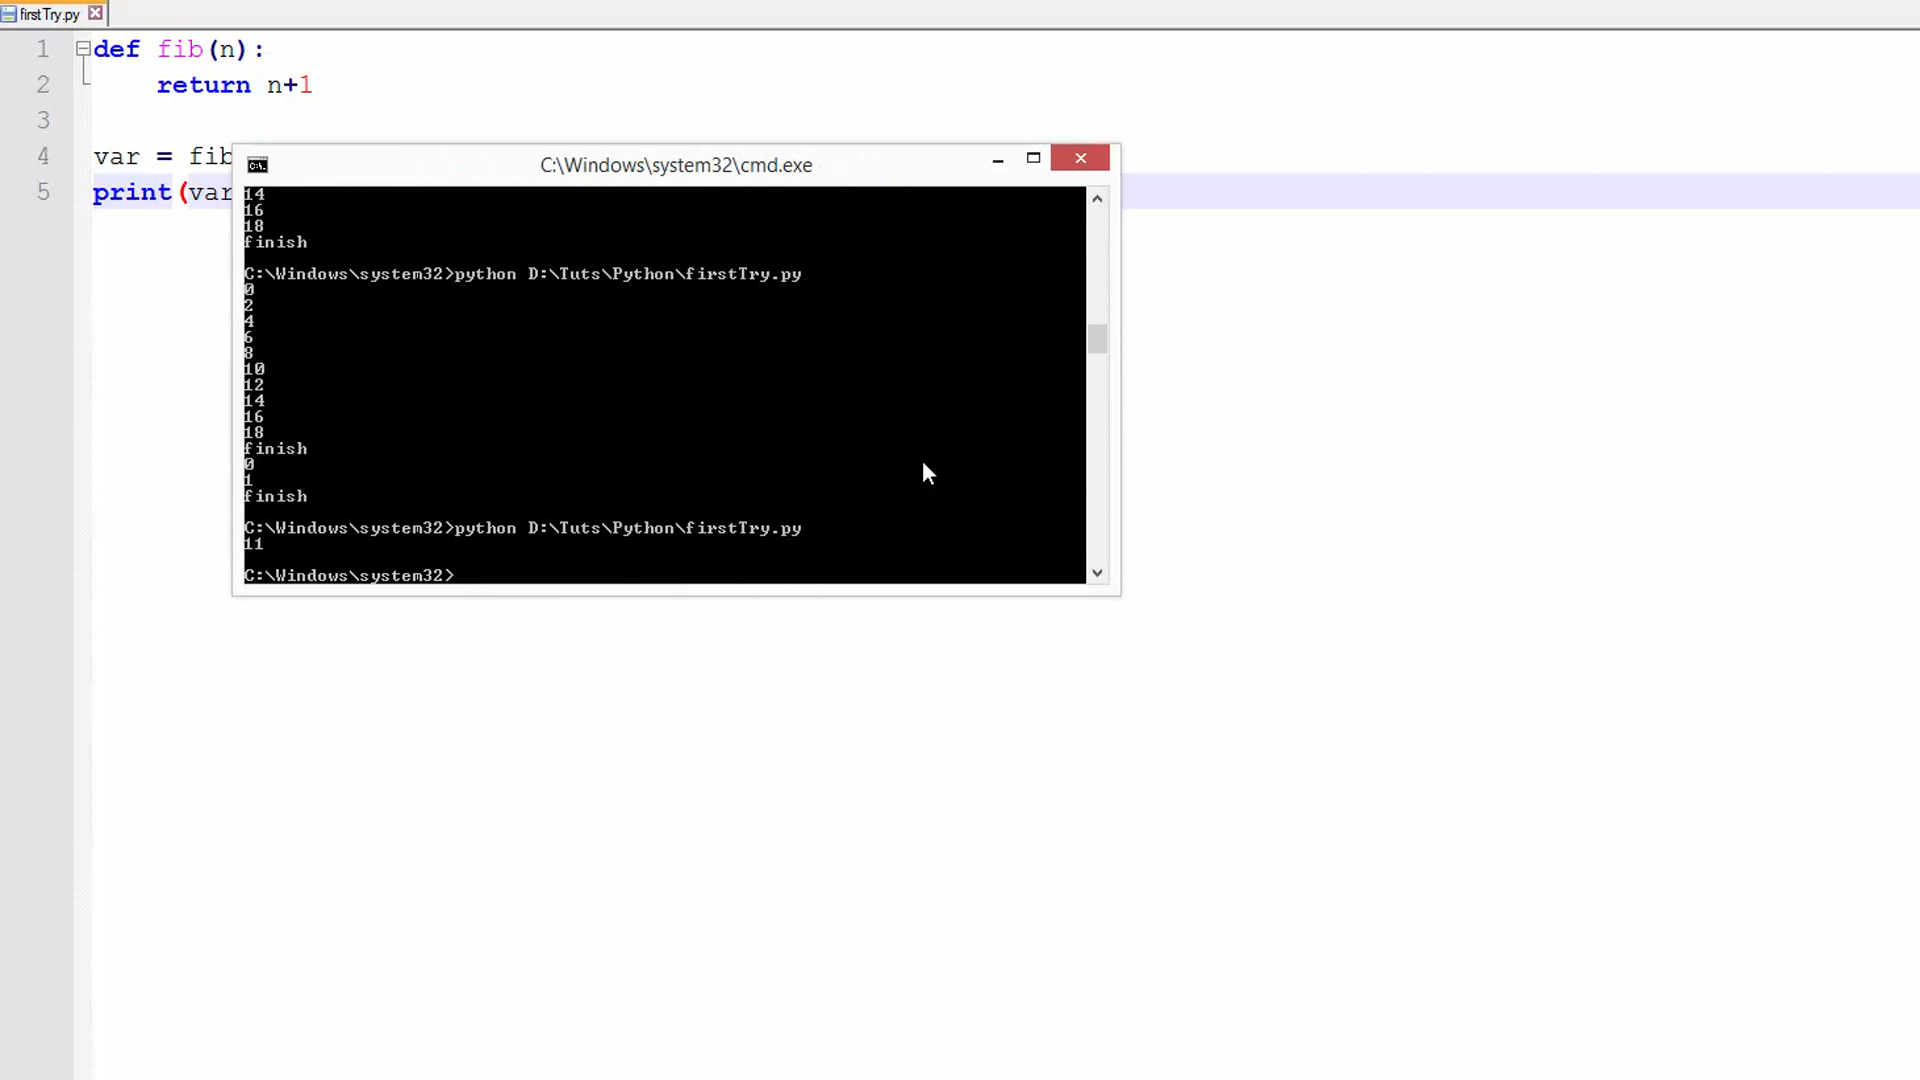 firstTry.py
1 def fib(n):
2 return n+1
3
4 var = fib
5 print(var
C:\Windows\system32\cmd.exe
14
16
18
finish
C:\Windows\system32>python D:\Tuts\Python\firstTry.py
0
2
4
6
8
10
12
14
16
18
finish
0
1
finish
C:\Windows\system32>python D:\Tuts\Python\firstTry.py
11
C:\Windows\system32>